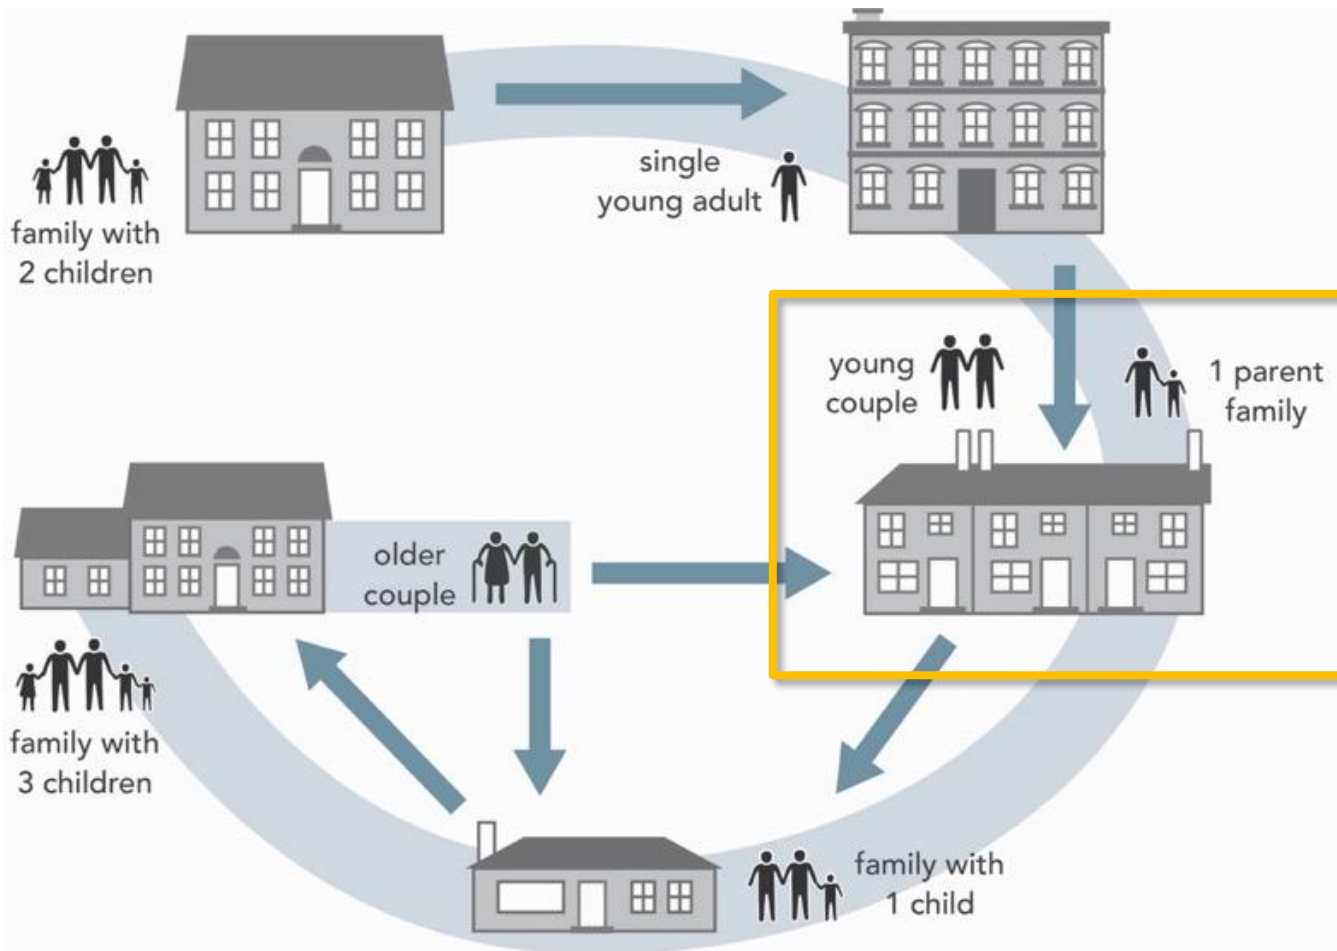 family with
2 children
single
young adult
young
couple
1 parent
family
older
couple
family with
3 children
family with
1 child